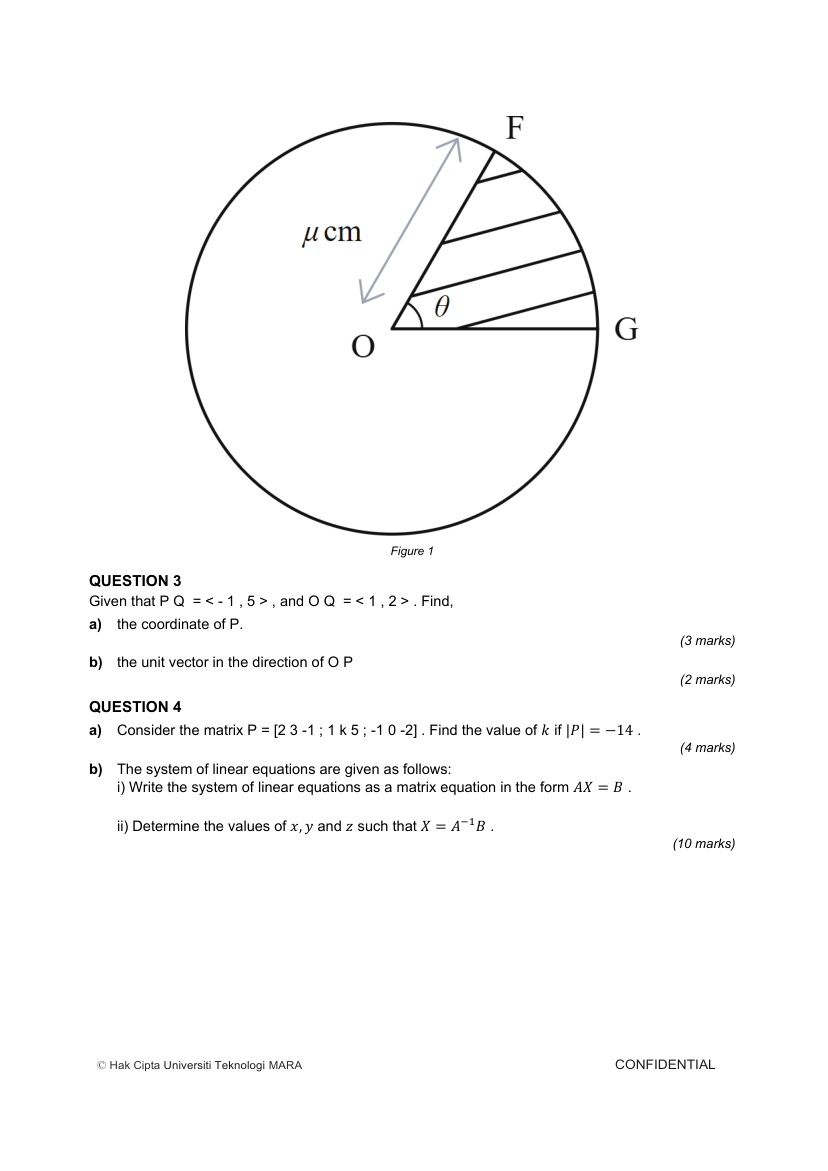 F
μ cm
θ
O
G
Figure 1
QUESTION 3
Given that P Q = < - 1 , 5 > , and O Q = < 1 , 2 > . Find,
a) the coordinate of P.
(3 marks)
b) the unit vector in the direction of O P
(2 marks)
QUESTION 4
a) Consider the matrix P = [2 3 -1 ; 1 k 5 ; -1 0 -2] . Find the value of k if |P| = −14 .
(4 marks)
b) The system of linear equations are given as follows:
i) Write the system of linear equations as a matrix equation in the form AX = B .
ii) Determine the values of x, y and z such that X = A⁻¹B .
(10 marks)
© Hak Cipta Universiti Teknologi MARA CONFIDENTIAL